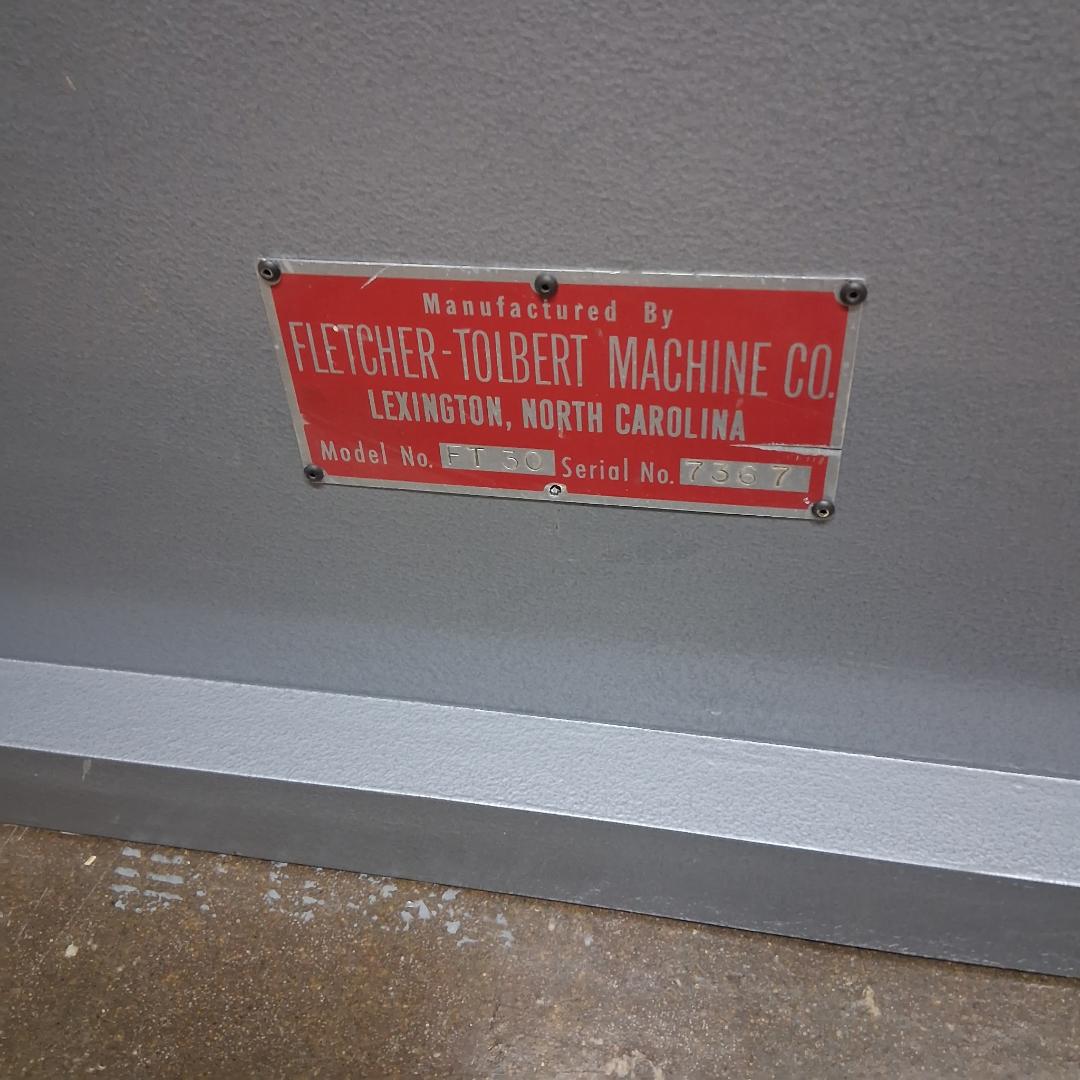 Manufactured By
FLETCHER-TOLBERT MACHINE CO.
LEXINGTON, NORTH CAROLINA
Model No. FT 30 Serial No. 7367